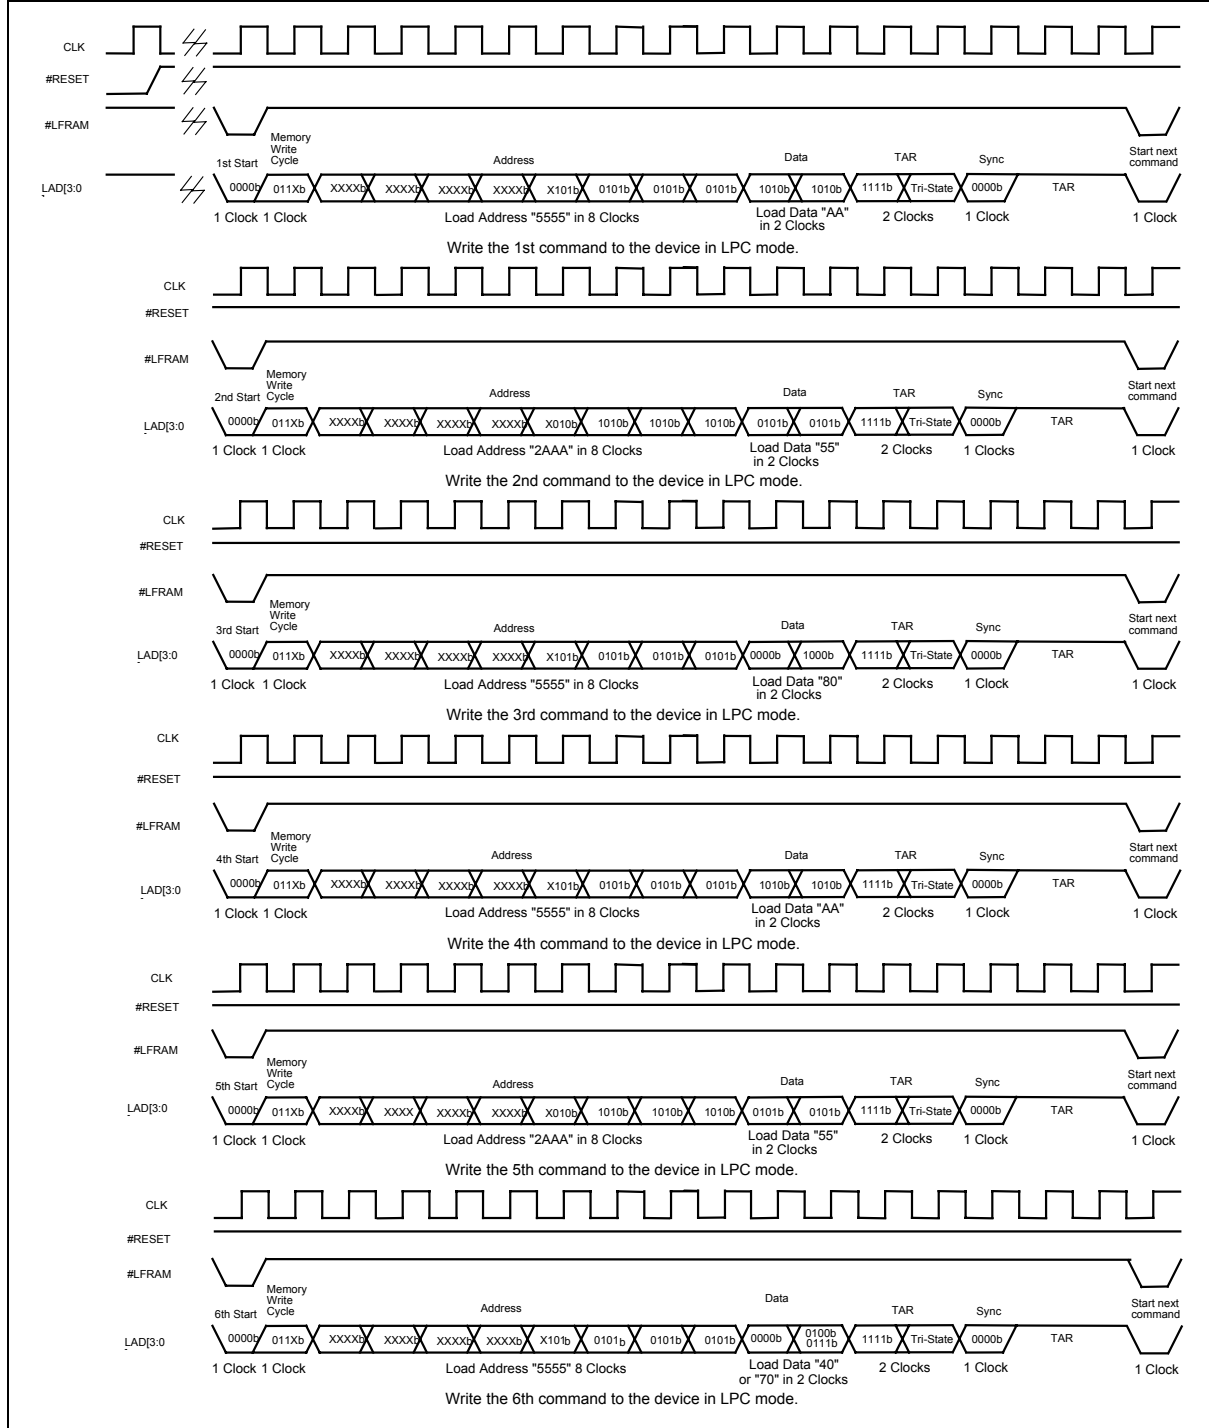 CLK
#RESET
#LFRAM
Memory
Write
Cycle
1st Start
Address
Data
TAR
Sync
Start next
command
LAD[3:0
0000b 011Xb XXXXb XXXXb XXXXb XXXXb X101b 0101b 0101b 0101b 1010b 1010b 1111b Tri-State 0000b TAR
1 Clock 1 Clock Load Address "5555" in 8 Clocks Load Data "AA" 2 Clocks 1 Clock 1 Clock
in 2 Clocks
Write the 1st command to the device in LPC mode.
CLK
#RESET
#LFRAM
Memory
Write
Cycle
2nd Start
Address
Data
TAR
Sync
Start next
command
LAD[3:0
0000b 011Xb XXXXb XXXXb XXXXb XXXXb X010b 1010b 1010b 1010b 0101b 0101b 1111b Tri-State 0000b TAR
1 Clock 1 Clock Load Address "2AAA" in 8 Clocks Load Data "55" 2 Clocks 1 Clocks 1 Clock
in 2 Clocks
Write the 2nd command to the device in LPC mode.
CLK
#RESET
#LFRAM
Memory
Write
Cycle
3rd Start
Address
Data
TAR
Sync
Start next
command
LAD[3:0
0000b 011Xb XXXXb XXXXb XXXXb XXXXb X101b 0101b 0101b 0101b 0000b 1000b 1111b Tri-State 0000b TAR
1 Clock 1 Clock Load Address "5555" in 8 Clocks Load Data "80" 2 Clocks 1 Clock 1 Clock
in 2 Clocks
Write the 3rd command to the device in LPC mode.
CLK
#RESET
#LFRAM
Memory
Write
Cycle
4th Start
Address
Data
TAR
Sync
Start next
command
LAD[3:0
0000b 011Xb XXXXb XXXXb XXXXb XXXXb X101b 0101b 0101b 0101b 1010b 1010b 1111b Tri-State 0000b TAR
1 Clock 1 Clock Load Address "5555" in 8 Clocks Load Data "AA" 2 Clocks 1 Clock 1 Clock
in 2 Clocks
Write the 4th command to the device in LPC mode.
CLK
#RESET
#LFRAM
Memory
Write
Cycle
5th Start
Address
Data
TAR
Sync
Start next
command
LAD[3:0
0000b 011Xb XXXXb XXXX XXXXb XXXXb X010b 1010b 1010b 1010b 0101b 0101b 1111b Tri-State 0000b TAR
1 Clock 1 Clock Load Address "2AAA" in 8 Clocks Load Data "55" 2 Clocks 1 Clock 1 Clock
in 2 Clocks
Write the 5th command to the device in LPC mode.
CLK
#RESET
#LFRAM
Memory
Write
Cycle
6th Start
Address
Data
TAR
Sync
Start next
command
LAD[3:0
0000b 011Xb XXXXb XXXXb XXXXb XXXXb X101b 0101b 0101b 0101b 0000b 0100b 1111b Tri-State 0000b TAR
0111b
1 Clock 1 Clock Load Address "5555" 8 Clocks Load Data "40" 2 Clocks 1 Clock 1 Clock
or "70" in 2 Clocks
Write the 6th command to the device in LPC mode.